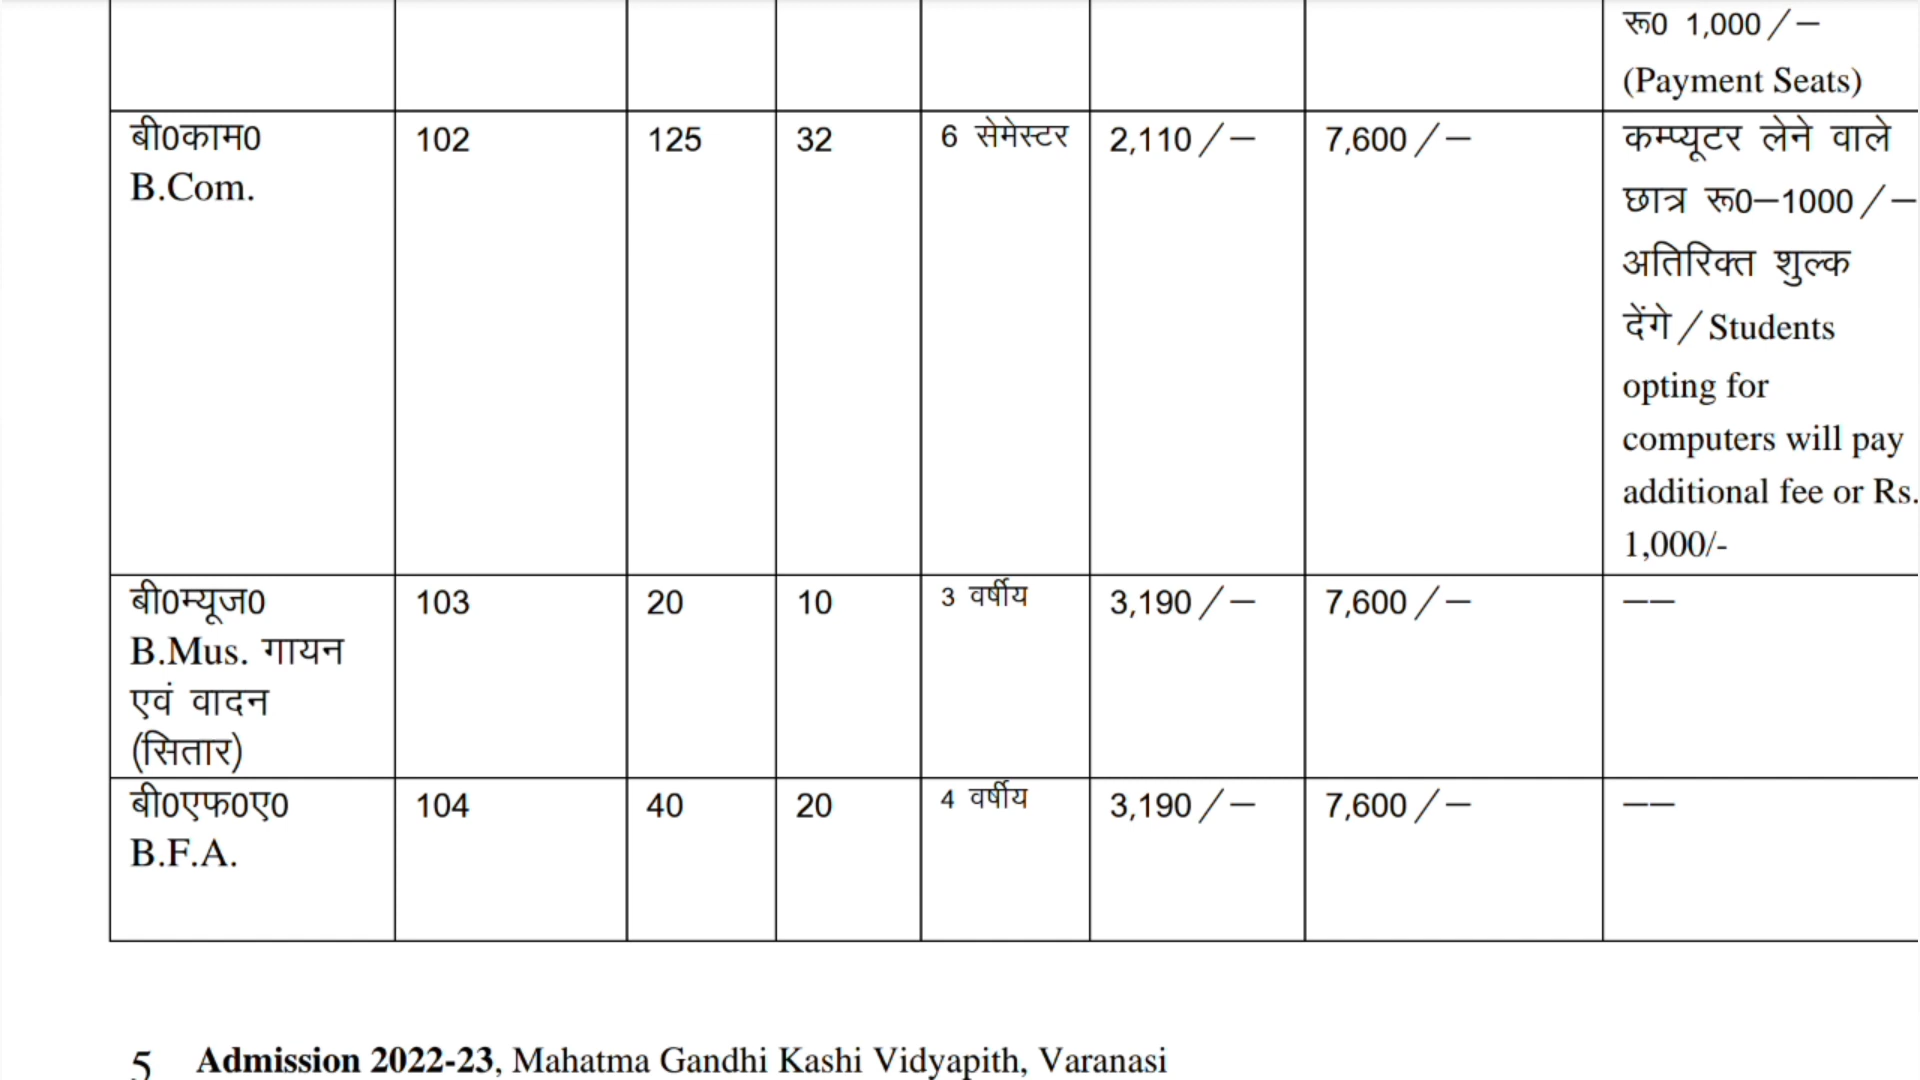 रू0 1,000/—
(Payment Seats)
बी0काम0
B.Com.
102
125
32
6 सेमेस्टर
2,110/—
7,600/—
कम्प्यूटर लेने वाले
छात्र रू0—1000/—
अतिरिक्त शुल्क
देंगे/Students
opting for
computers will pay
additional fee or Rs.
1,000/-
बी0म्यूज0
B.Mus. गायन
एवं वादन
(सितार)
103
20
10
3 वर्षीय
3,190/—
7,600/—
——
बी0एफ0ए0
B.F.A.
104
40
20
4 वर्षीय
3,190/—
7,600/—
——
5 Admission 2022-23, Mahatma Gandhi Kashi Vidyapith, Varanasi